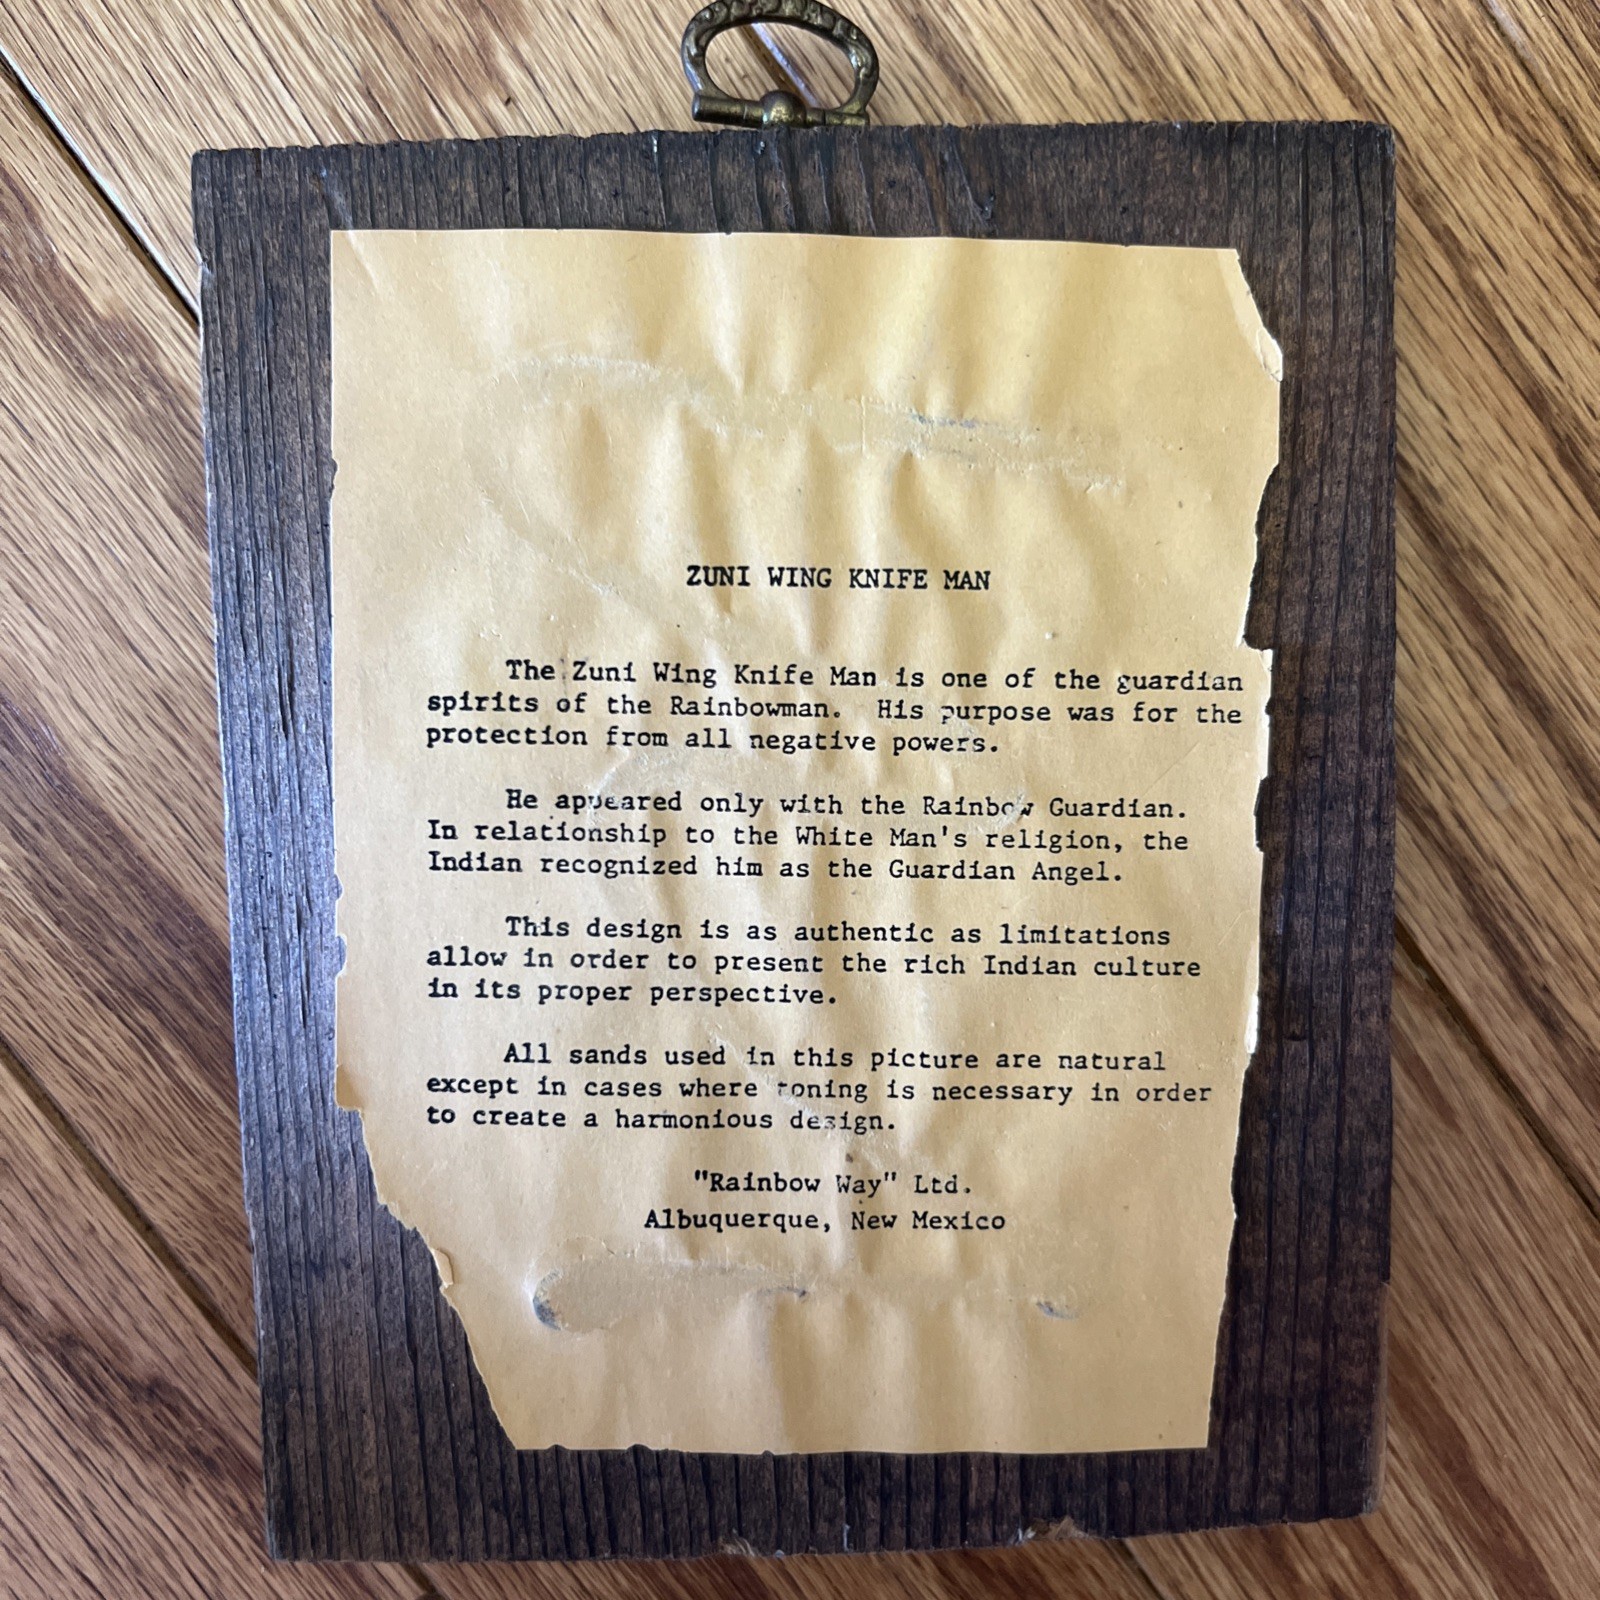 ZUNI WING KNIFE MAN
The Zuni Wing Knife Man is one of the guardian
spirits of the Rainbowman. His purpose was for the
protection from all negative powers.
He appeared only with the Rainbow Guardian.
In relationship to the White Man's religion, the
Indian recognized him as the Guardian Angel.
This design is as authentic as limitations
allow in order to present the rich Indian culture
in its proper perspective.
All sands used in this picture are natural
except in cases where toning is necessary in order
to create a harmonious design.
"Rainbow Way" Ltd.
Albuquerque, New Mexico